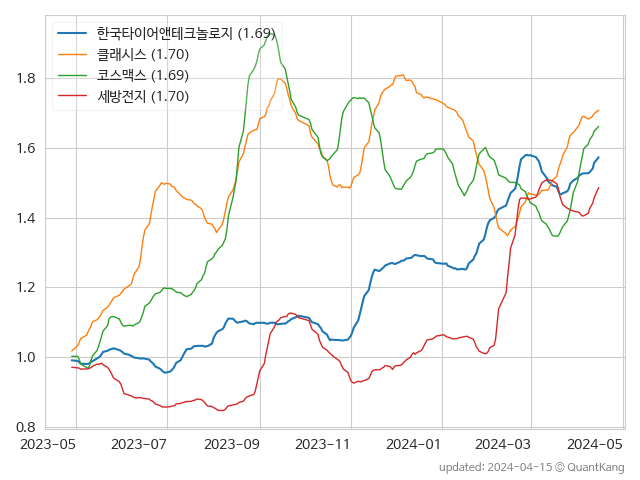 한국타이어앤테크놀로지 (1.69)
클래시스 (1.70)
코스맥스 (1.69)
세방전지 (1.70)
1.8
1.6
1.4
1.2
1.0
0.8
2023-05 2023-07 2023-09 2023-11 2024-01 2024-03 2024-05
updated: 2024-04-15 © QuantKang